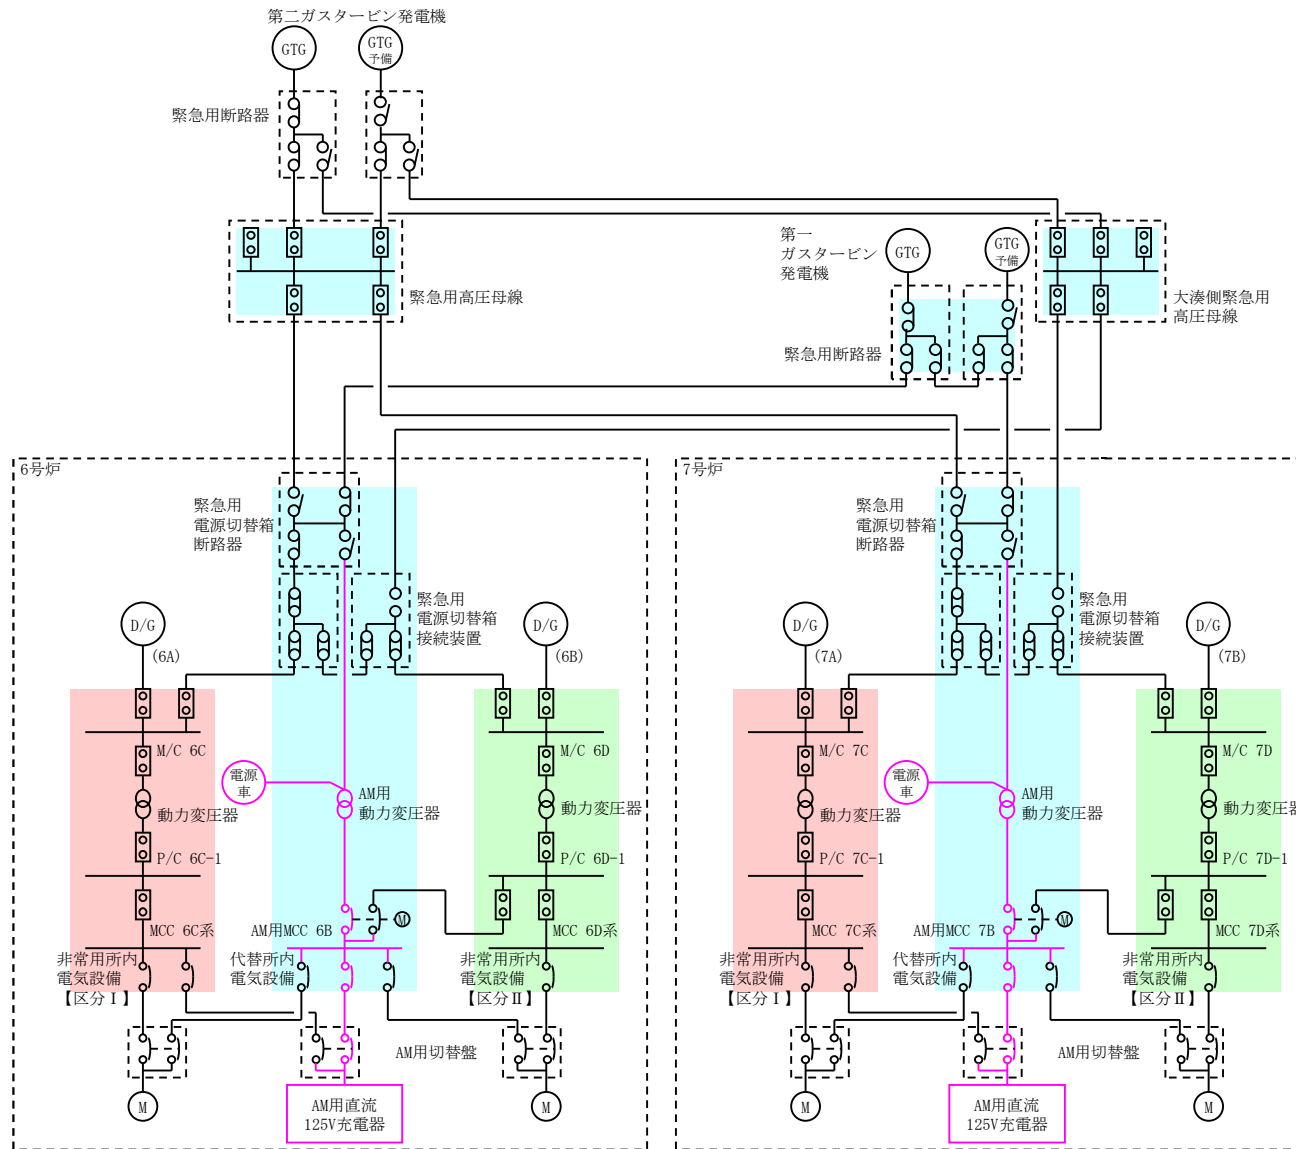 第二ガスタービン発電機
GTG
GTG
予備
緊急用断路器
緊急用高圧母線
第一
ガスタービン
発電機
GTG
GTG
予備
緊急用断路器
大湊側緊急用
高圧母線
6号炉
緊急用
電源切替箱
断路器
緊急用
電源切替箱
接続装置
D/G
(6A)
D/G
(6B)
M/C 6C
M/C 6D
電源
車
AM用
動力変圧器
動力変圧器
動力変圧器
P/C 6C-1
P/C 6D-1
MCC 6C系
AM用MCC 6B
M
MCC 6D系
非常用所内
電気設備
【区分Ⅰ】
代替所内
電気設備
非常用所内
電気設備
【区分Ⅱ】
AM用切替盤
M
AM用直流
125V充電器
M
7号炉
緊急用
電源切替箱
断路器
緊急用
電源切替箱
接続装置
D/G
(7A)
D/G
(7B)
M/C 7C
M/C 7D
電源
車
AM用
動力変圧器
動力変圧器
動力変圧器
P/C 7C-1
P/C 7D-1
MCC 7C系
AM用MCC 7B
M
MCC 7D系
非常用所内
電気設備
【区分Ⅰ】
代替所内
電気設備
非常用所内
電気設備
【区分Ⅱ】
AM用切替盤
M
AM用直流
125V充電器
M